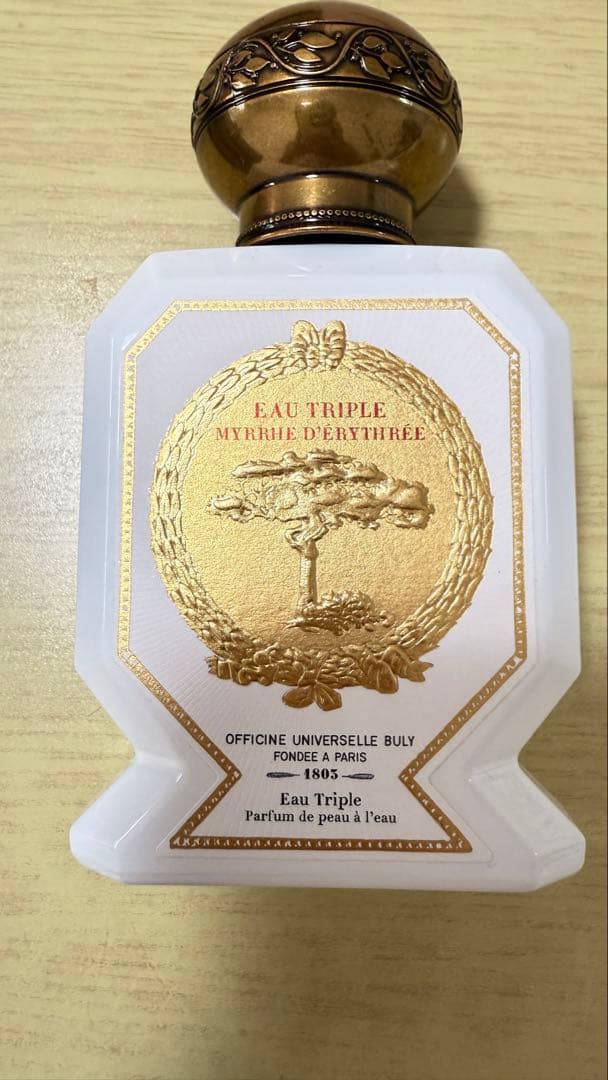 EAU TRIPLE
MYRRHE D'ÉRYTHRÉE
OFFICINE UNIVERSELLE BULY
FONDEE A PARIS
1803
Eau Triple
Parfum de peau à l'eau